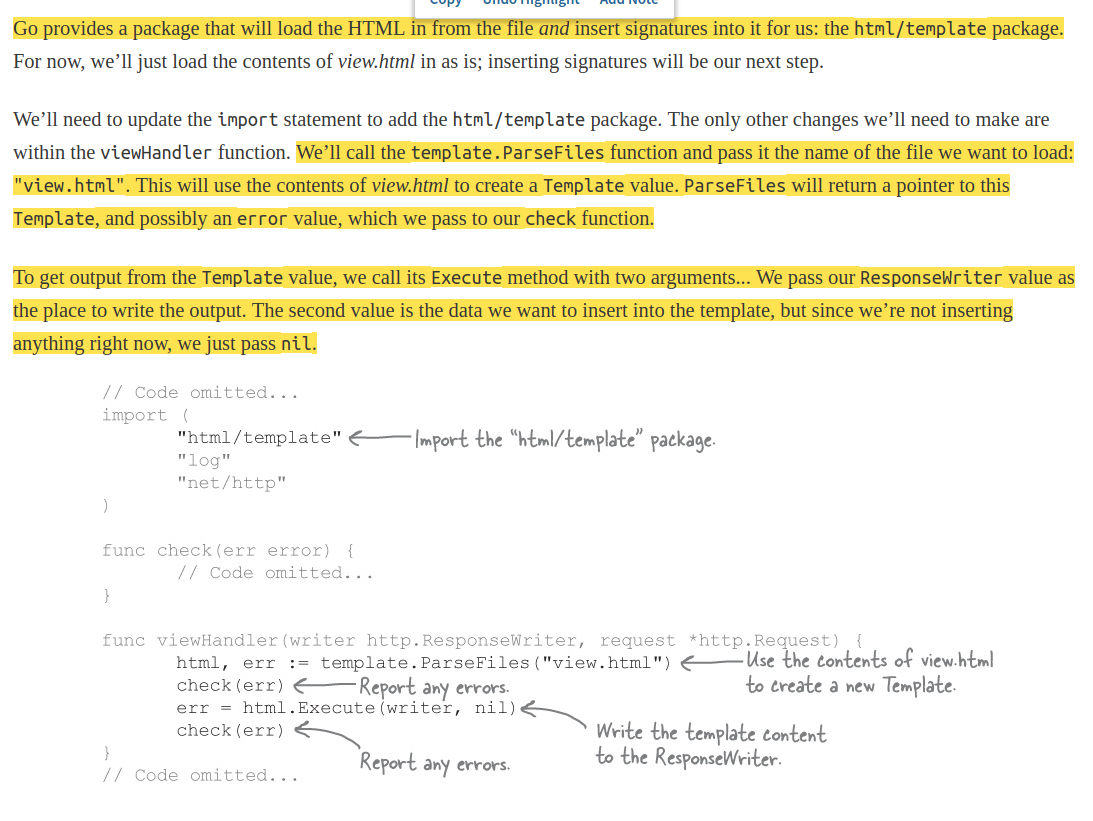 Copy Undo Highlight Add Note
Go provides a package that will load the HTML in from the file and insert signatures into it for us: the html/template package.
For now, we’ll just load the contents of view.html in as is; inserting signatures will be our next step.
We’ll need to update the import statement to add the html/template package. The only other changes we’ll need to make are
within the viewHandler function. We’ll call the template.ParseFiles function and pass it the name of the file we want to load:
"view.html". This will use the contents of view.html to create a Template value. ParseFiles will return a pointer to this
Template, and possibly an error value, which we pass to our check function.
To get output from the Template value, we call its Execute method with two arguments... We pass our ResponseWriter value as
the place to write the output. The second value is the data we want to insert into the template, but since we’re not inserting
anything right now, we just pass nil.
// Code omitted...
import (
"html/template" Import the “html/template” package.
"log"
"net/http"
)
func check(err error) {
// Code omitted...
}
func viewHandler(writer http.ResponseWriter, request *http.Request) {
html, err := template.ParseFiles("view.html") Use the contents of view.html
check(err) Report any errors. to create a new Template.
err = html.Execute(writer, nil)
check(err) Write the template content
} to the ResponseWriter.
Report any errors.
// Code omitted...